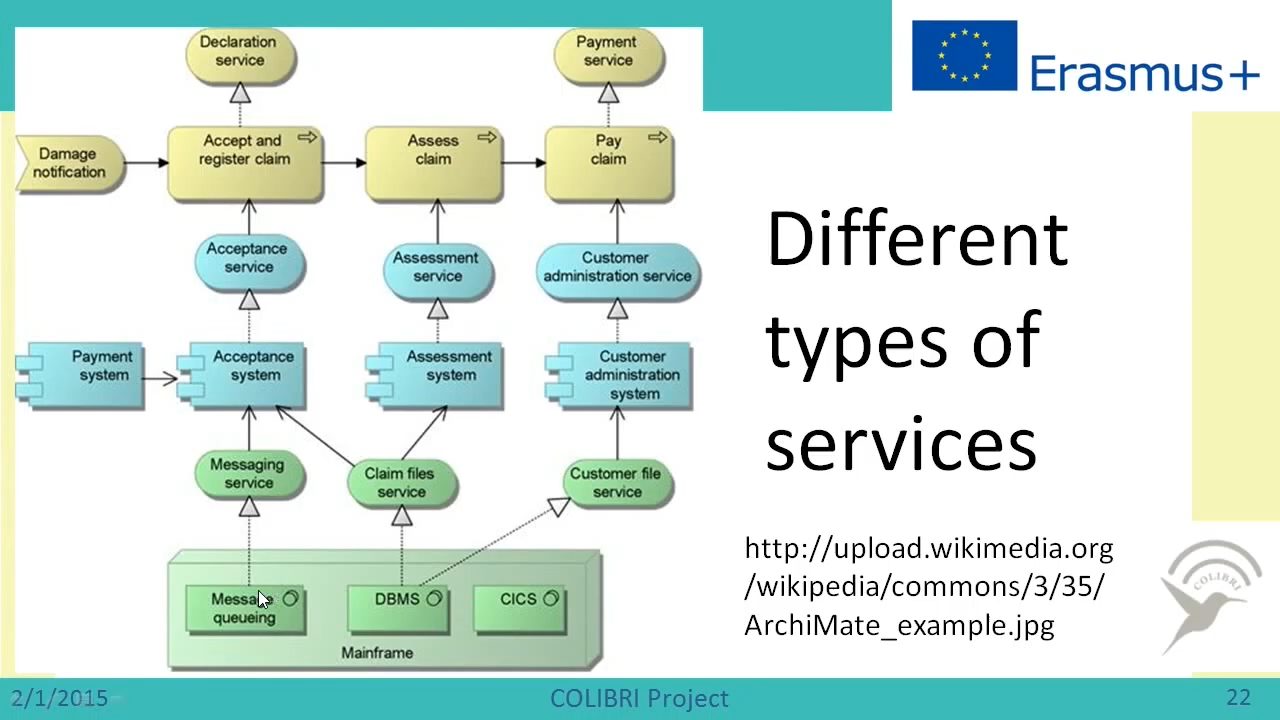 Declaration
service
Payment
service
Erasmus+
Damage
notification
Accept and
register claim
Assess
claim
Pay
claim
Acceptance
service
Assessment
service
Customer
administration service
Different
types of
services
Payment
system
Acceptance
system
Assessment
system
Customer
administration
system
Messaging
service
Claim files
service
Customer file
service
http://upload.wikimedia.org
/wikipedia/commons/3/35/
ArchiMate_example.jpg
COLIBRI
Message
queueing
DBMS
CICS
Mainframe
2/1/2015
COLIBRI Project
22